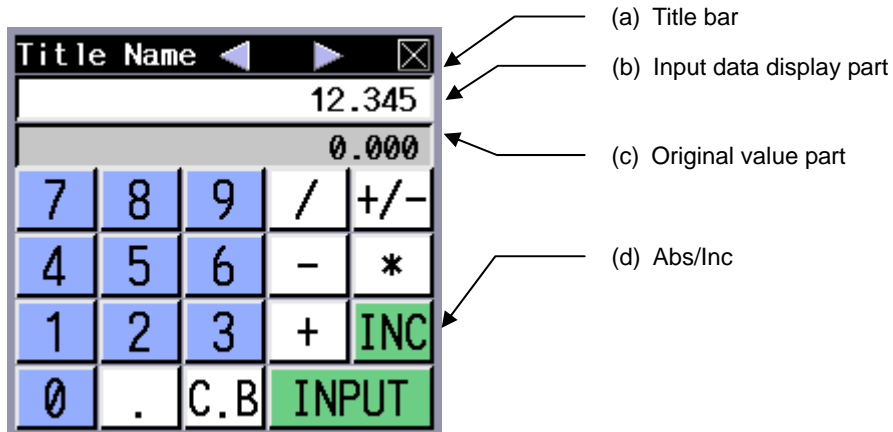 Title Name
12.345
0.000
7 8 9 / +/-
4 5 6 - *
1 2 3 + INC
0 . C.B INPUT
(a) Title bar
(b) Input data display part
(c) Original value part
(d) Abs/Inc